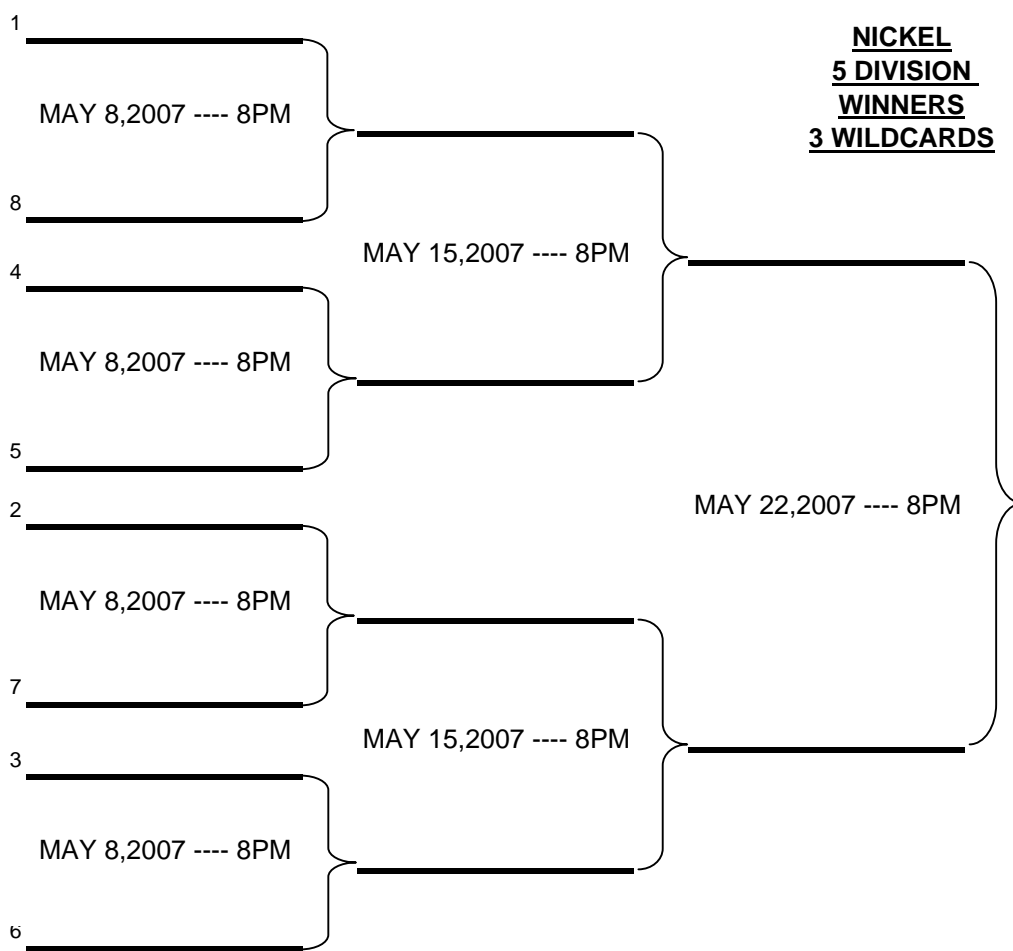 1
NICKEL
5 DIVISION
WINNERS
3 WILDCARDS
MAY 8,2007 ---- 8PM
8
MAY 15,2007 ---- 8PM
4
MAY 8,2007 ---- 8PM
5
MAY 22,2007 ---- 8PM
2
MAY 8,2007 ---- 8PM
7
MAY 15,2007 ---- 8PM
3
MAY 8,2007 ---- 8PM
6